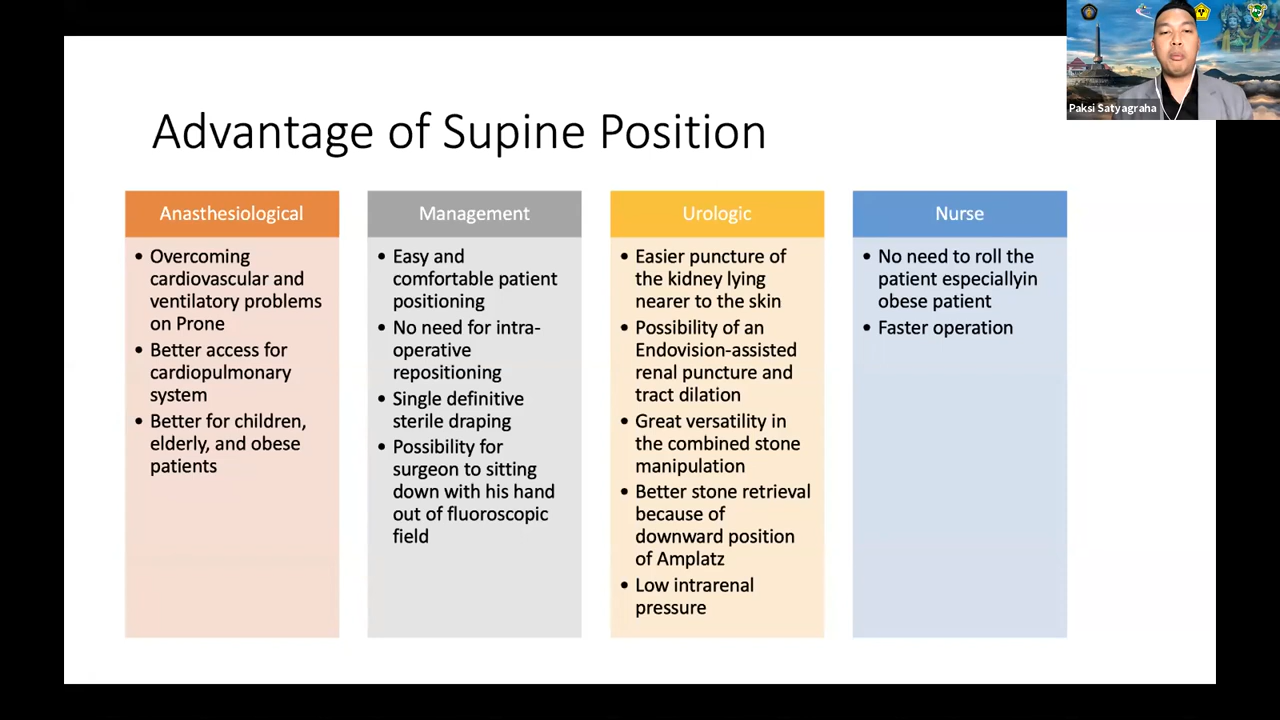 Paksi Satyagraha
Advantage of Supine Position
Anasthesiological
• Overcoming
cardiovascular and
ventilatory problems
on Prone
• Better access for
cardiopulmonary
system
• Better for children,
elderly, and obese
patients
Management
• Easy and
comfortable patient
positioning
• No need for intra-
operative
repositioning
• Single definitive
sterile draping
• Possibility for
surgeon to sitting
down with his hand
out of fluoroscopic
field
Urologic
• Easier puncture of
the kidney lying
nearer to the skin
• Possibility of an
Endovision-assisted
renal puncture and
tract dilation
• Great versatility in
the combined stone
manipulation
• Better stone retrieval
because of
downward position
of Amplatz
• Low intrarenal
pressure
Nurse
• No need to roll the
patient especiallyin
obese patient
• Faster operation